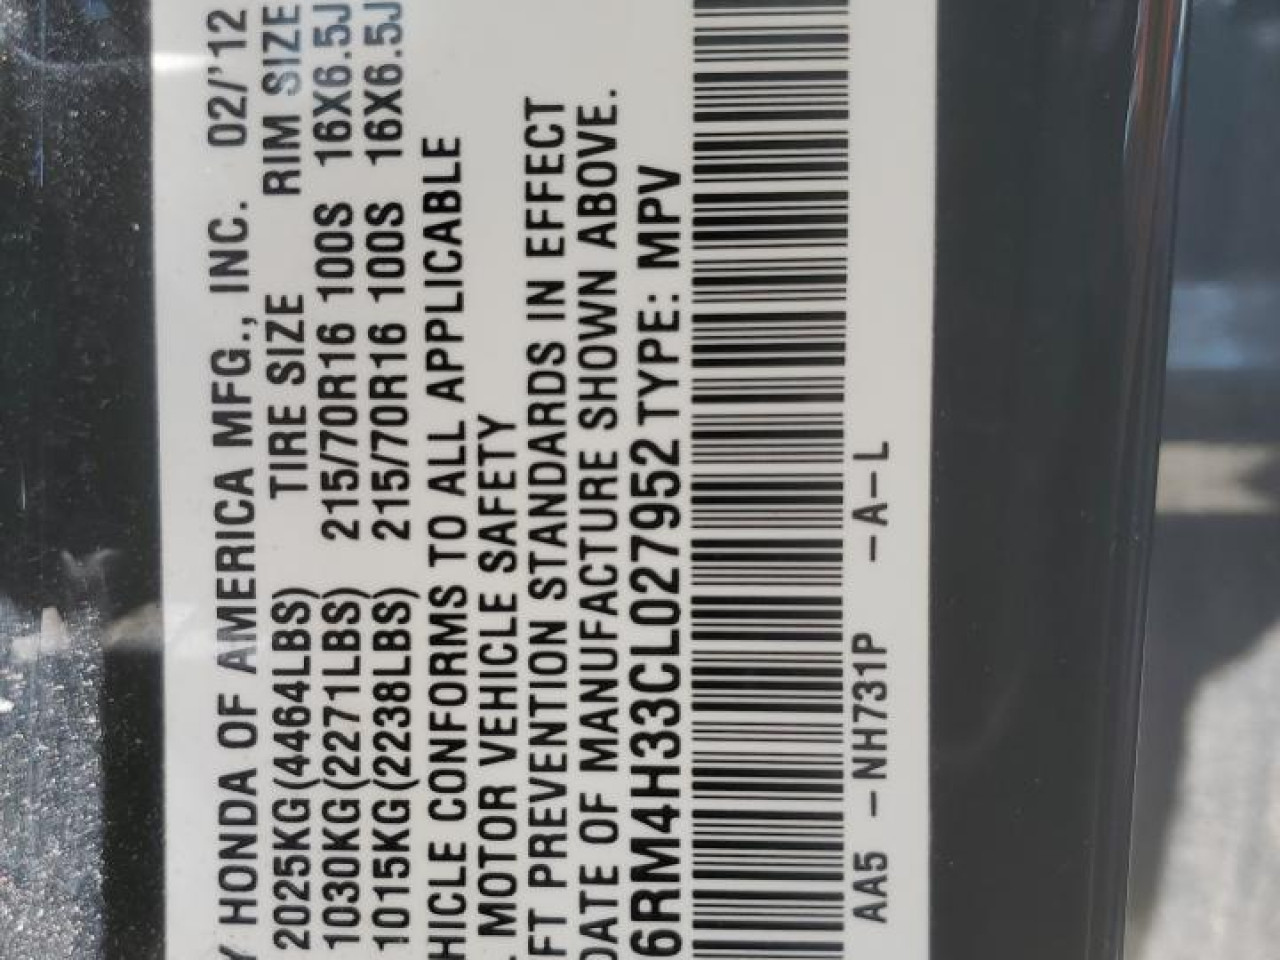 Y HONDA OF AMERICA MFG., INC. 02/'12
TIRE SIZE RIM SIZE
2025KG(4464LBS)
1030KG(2271LBS) 215/70R16 100S 16X6.5J
1015KG(2238LBS) 215/70R16 100S 16X6.5J
HICLE CONFORMS TO ALL APPLICABLE
MOTOR VEHICLE SAFETY
FT PREVENTION STANDARDS IN EFFECT
DATE OF MANUFACTURE SHOWN ABOVE.
6RM4H33CL027952 TYPE: MPV
AA5 -NH731P -A-L